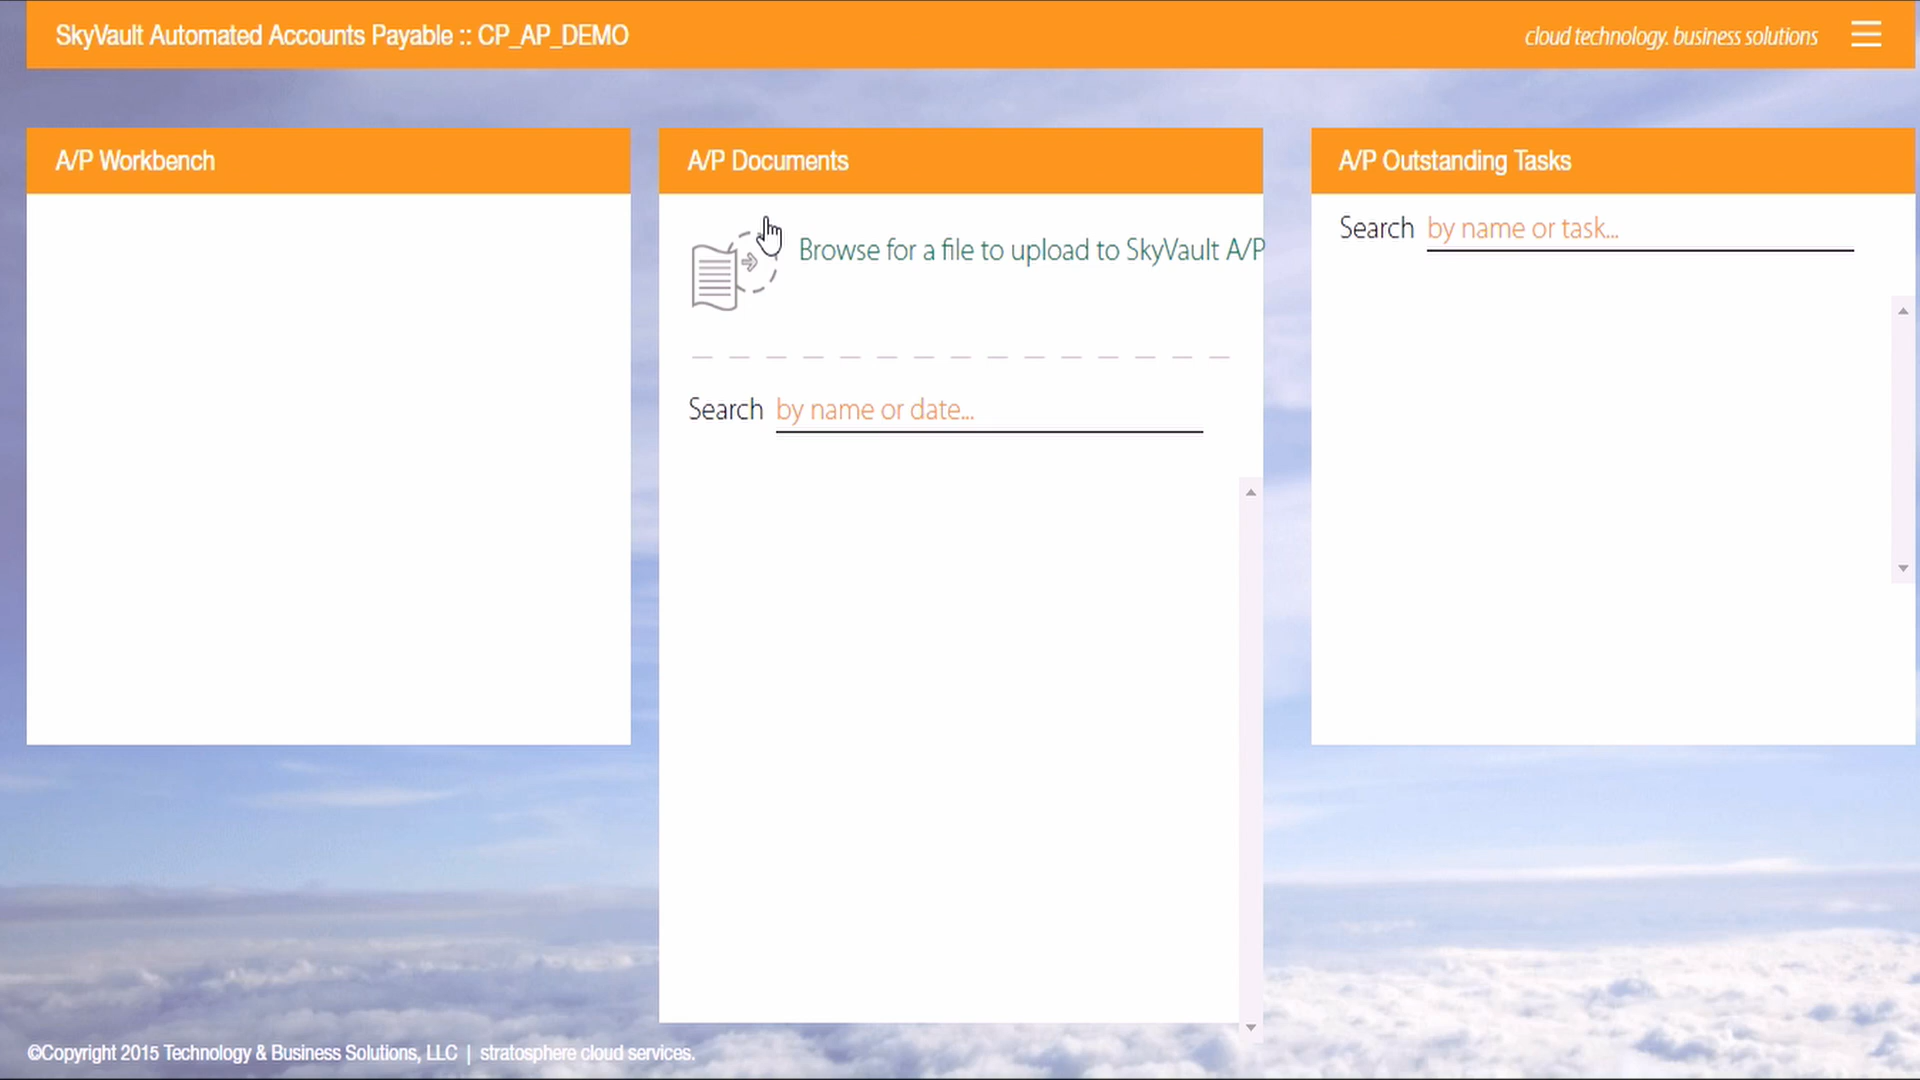 SkyVault Automated Accounts Payable :: CP_AP_DEMO
cloud technology. business solutions
A/P Workbench
A/P Documents
Browse for a file to upload to SkyVault A/P
Search by name or date...
A/P Outstanding Tasks
Search by name or task...
©Copyright 2015 Technology & Business Solutions, LLC | stratosphere cloud services.